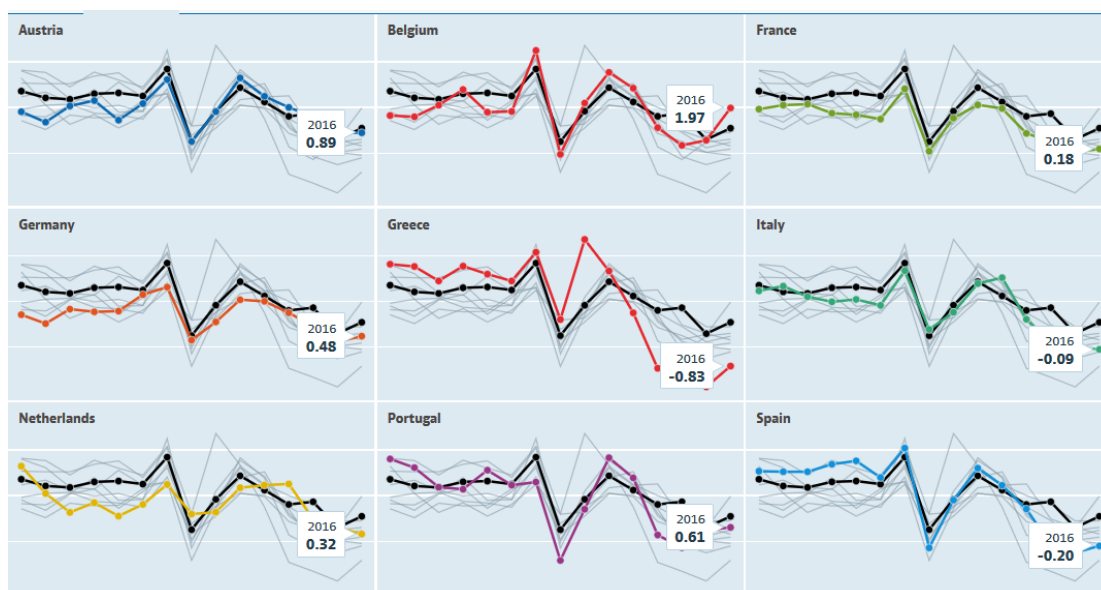 Austria
2016
0.89
Belgium
2016
1.97
France
2016
0.18
Germany
2016
0.48
Greece
2016
-0.83
Italy
2016
-0.09
Netherlands
2016
0.32
Portugal
2016
0.61
Spain
2016
-0.20